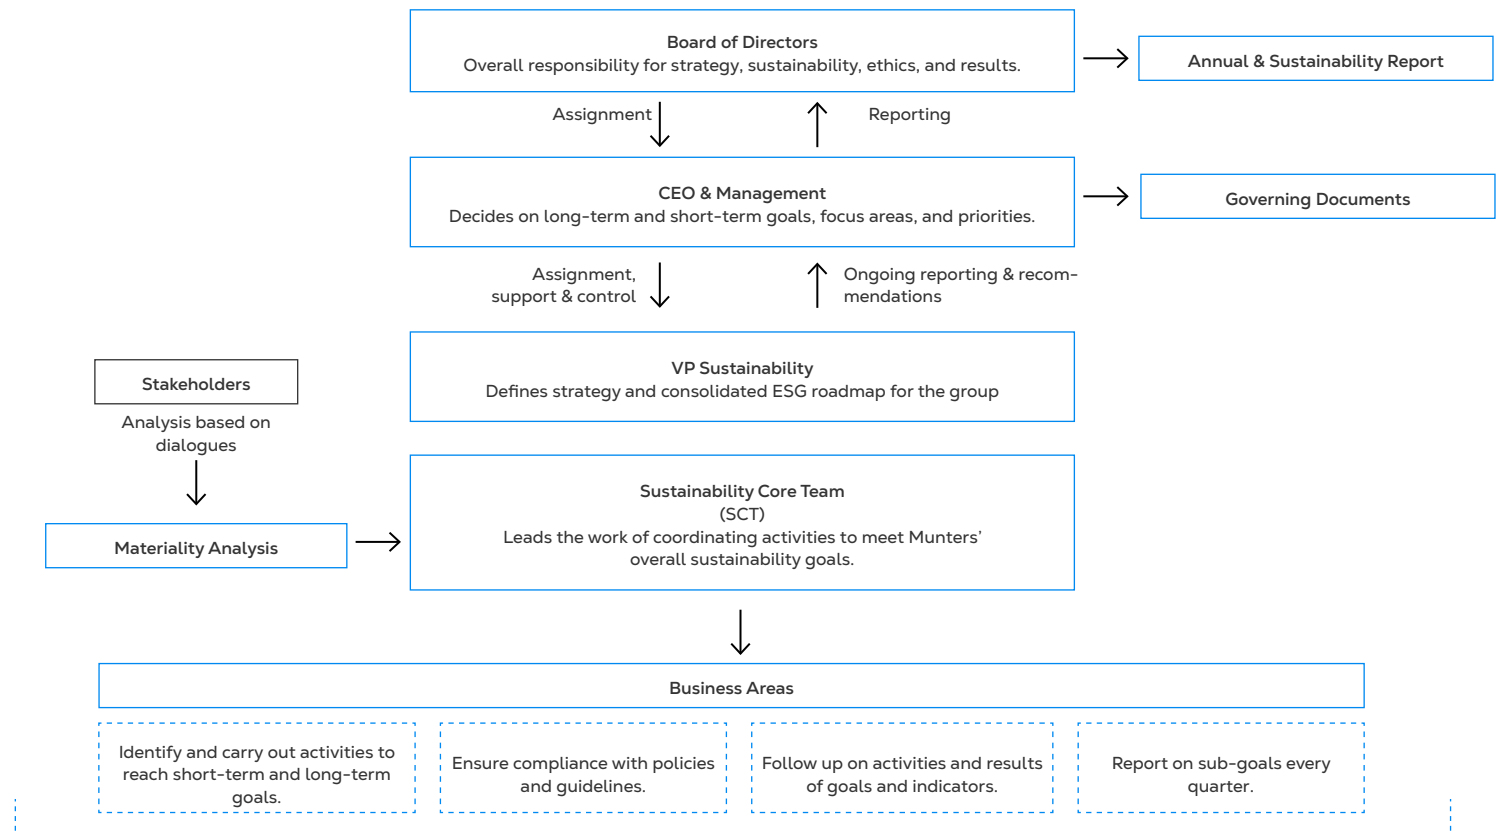 Board of Directors
Overall responsibility for strategy, sustainability, ethics, and results.
Annual & Sustainability Report
Assignment
Reporting
CEO & Management
Decides on long-term and short-term goals, focus areas, and priorities.
Governing Documents
Assignment,
support & control
Ongoing reporting & recom-
mendations
VP Sustainability
Defines strategy and consolidated ESG roadmap for the group
Stakeholders
Analysis based on
dialogues
Materiality Analysis
Sustainability Core Team
(SCT)
Leads the work of coordinating activities to meet Munters’
overall sustainability goals.
Business Areas
Identify and carry out activities to
reach short-term and long-term
goals.
Ensure compliance with policies
and guidelines.
Follow up on activities and results
of goals and indicators.
Report on sub-goals every
quarter.